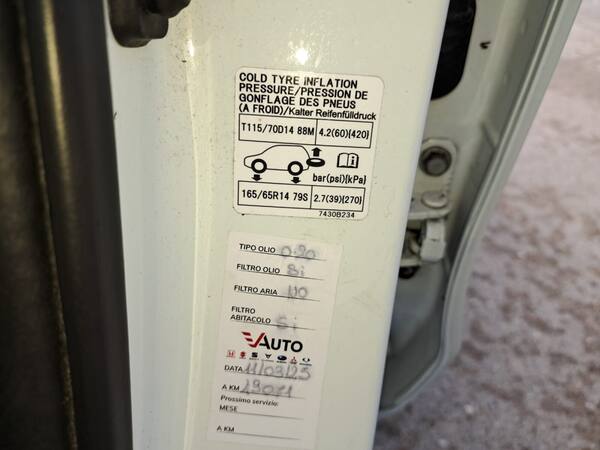 COLD TYRE INFLATION
PRESSURE/PRESSION DE
GONFLAGE DES PNEUS
(A FROID)/Kalter Reifenfülldruck
T115/70D14 88M 4.2(60)(420)
bar(psi)(kPa)
165/65R14 79S 2.7(39)(270)
7430B234
TIPO OLIO 0.20
FILTRO OLIO Si
FILTRO ARIA NO
FILTRO
ABITACOLO Si
AUTO
DATA 11/03/25
A KM 29071
Prossimo servizio:
MESE
A KM